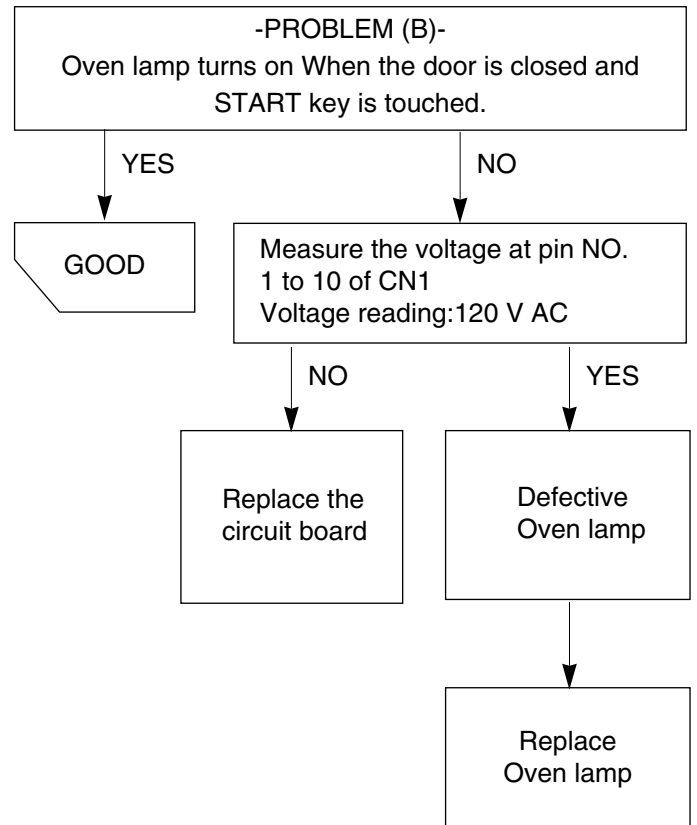 -PROBLEM (B)-
Oven lamp turns on When the door is closed and
START key is touched.
YES
NO
GOOD
Measure the voltage at pin NO.
1 to 10 of CN1
Voltage reading:120 V AC
NO
YES
Replace the
circuit board
Defective
Oven lamp
Replace
Oven lamp